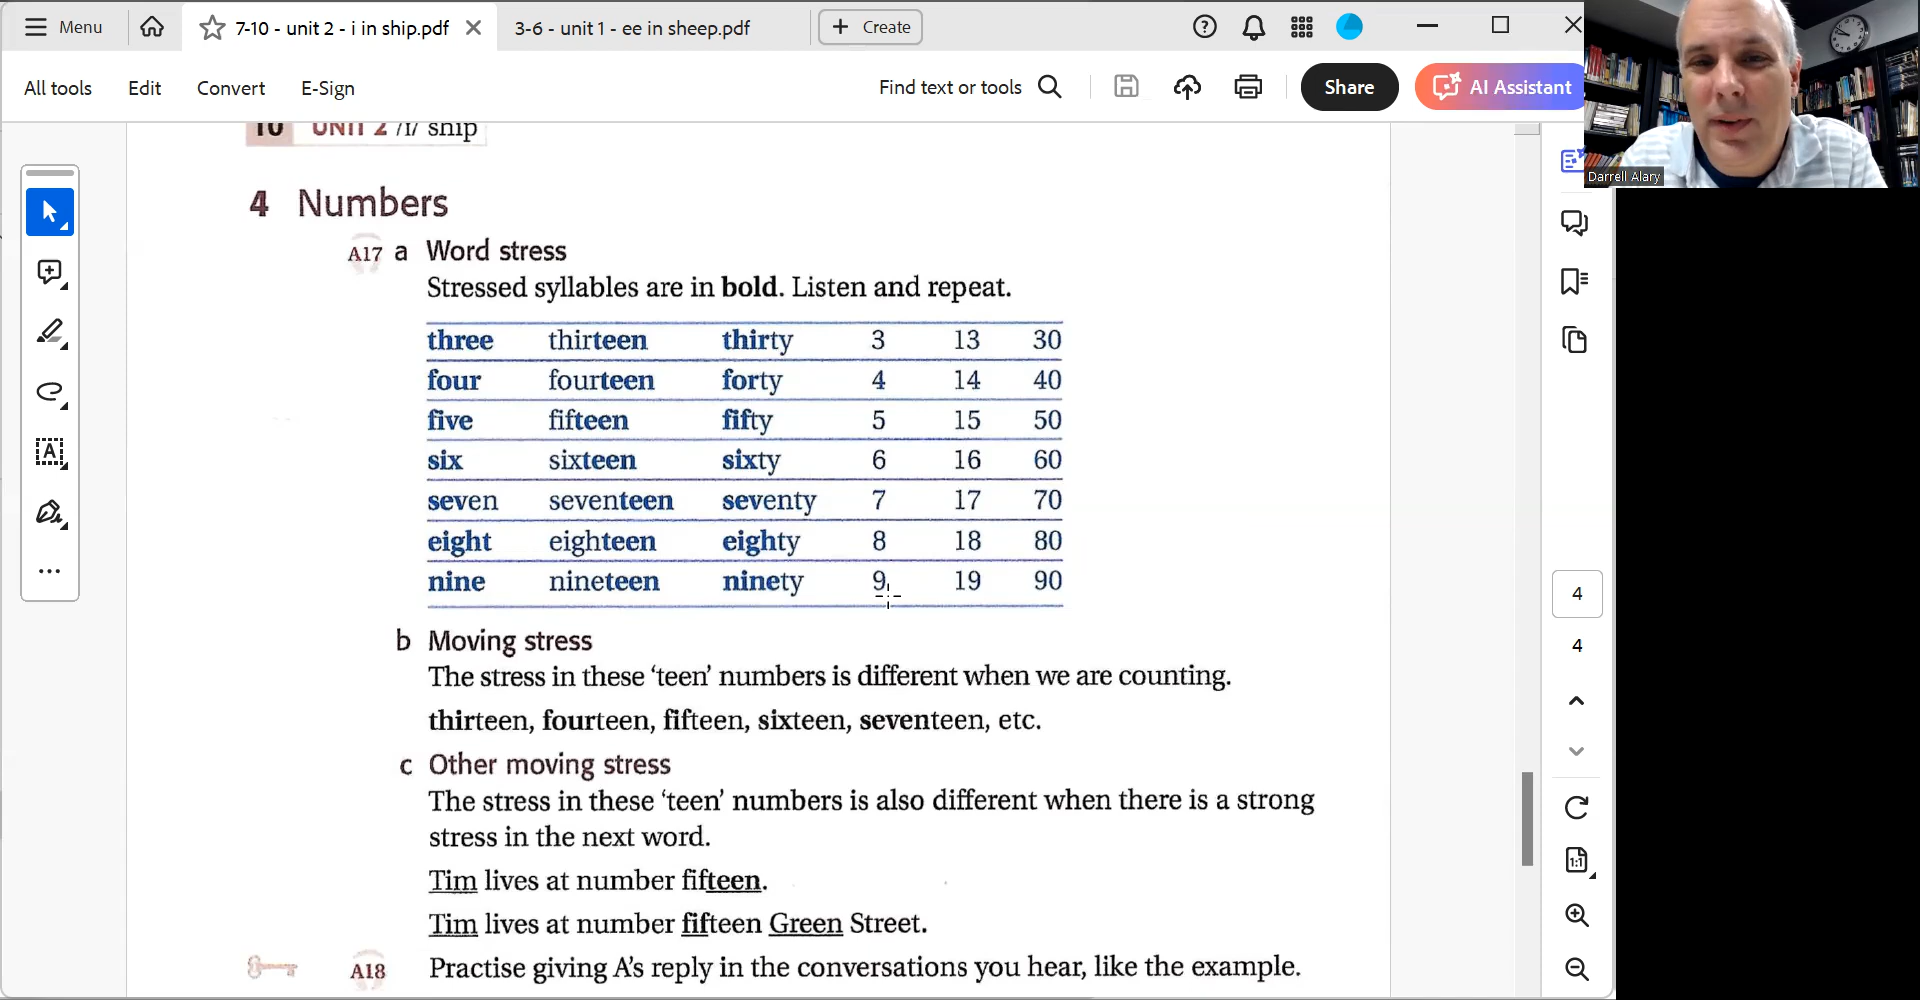 Menu
7-10 - unit 2 - i in ship.pdf
3-6 - unit 1 - ee in sheep.pdf
+ Create
All tools Edit Convert E-Sign
Find text or tools
Share
AI Assistant
Darrell Alary
10 UNIT 2 /ɪ/ ship
4 Numbers
A17 a Word stress
Stressed syllables are in bold. Listen and repeat.
three thirteen thirty 3 13 30
four fourteen forty 4 14 40
five fifteen fifty 5 15 50
six sixteen sixty 6 16 60
seven seventeen seventy 7 17 70
eight eighteen eighty 8 18 80
nine nineteen ninety 9 19 90
b Moving stress
The stress in these ‘teen’ numbers is different when we are counting.
thirteen, fourteen, fifteen, sixteen, seventeen, etc.
c Other moving stress
The stress in these ‘teen’ numbers is also different when there is a strong
stress in the next word.
Tim lives at number fifteen.
Tim lives at number fifteen Green Street.
A18 Practise giving A’s reply in the conversations you hear, like the example.
4
4
1:1